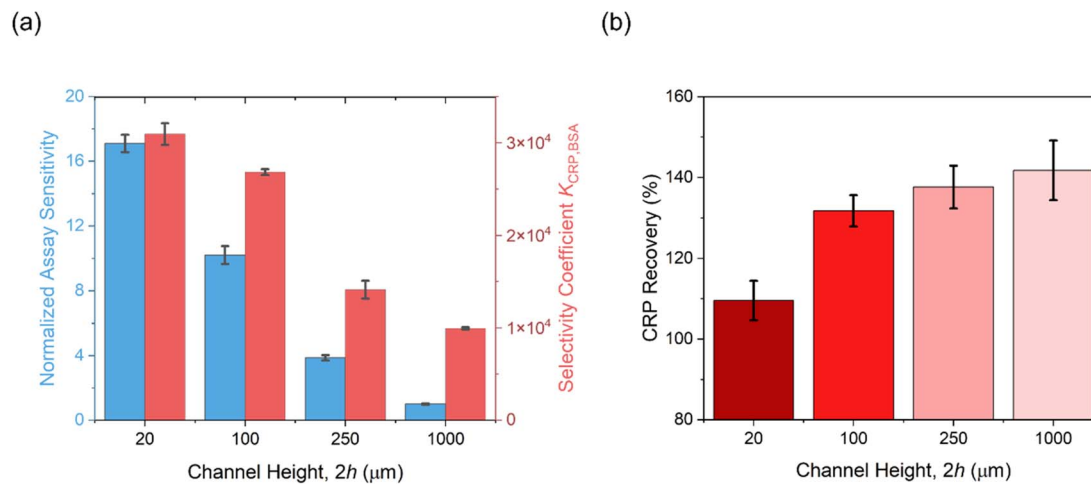 (a)
Normalized Assay Sensitivity
20
16
12
8
4
0
3×10⁴
2×10⁴
1×10⁴
0
Selectivity Coefficient K_CRP,BSA
20 100 250 1000
Channel Height, 2h (μm)
(b)
CRP Recovery (%)
160
140
120
100
80
20 100 250 1000
Channel Height, 2h (μm)